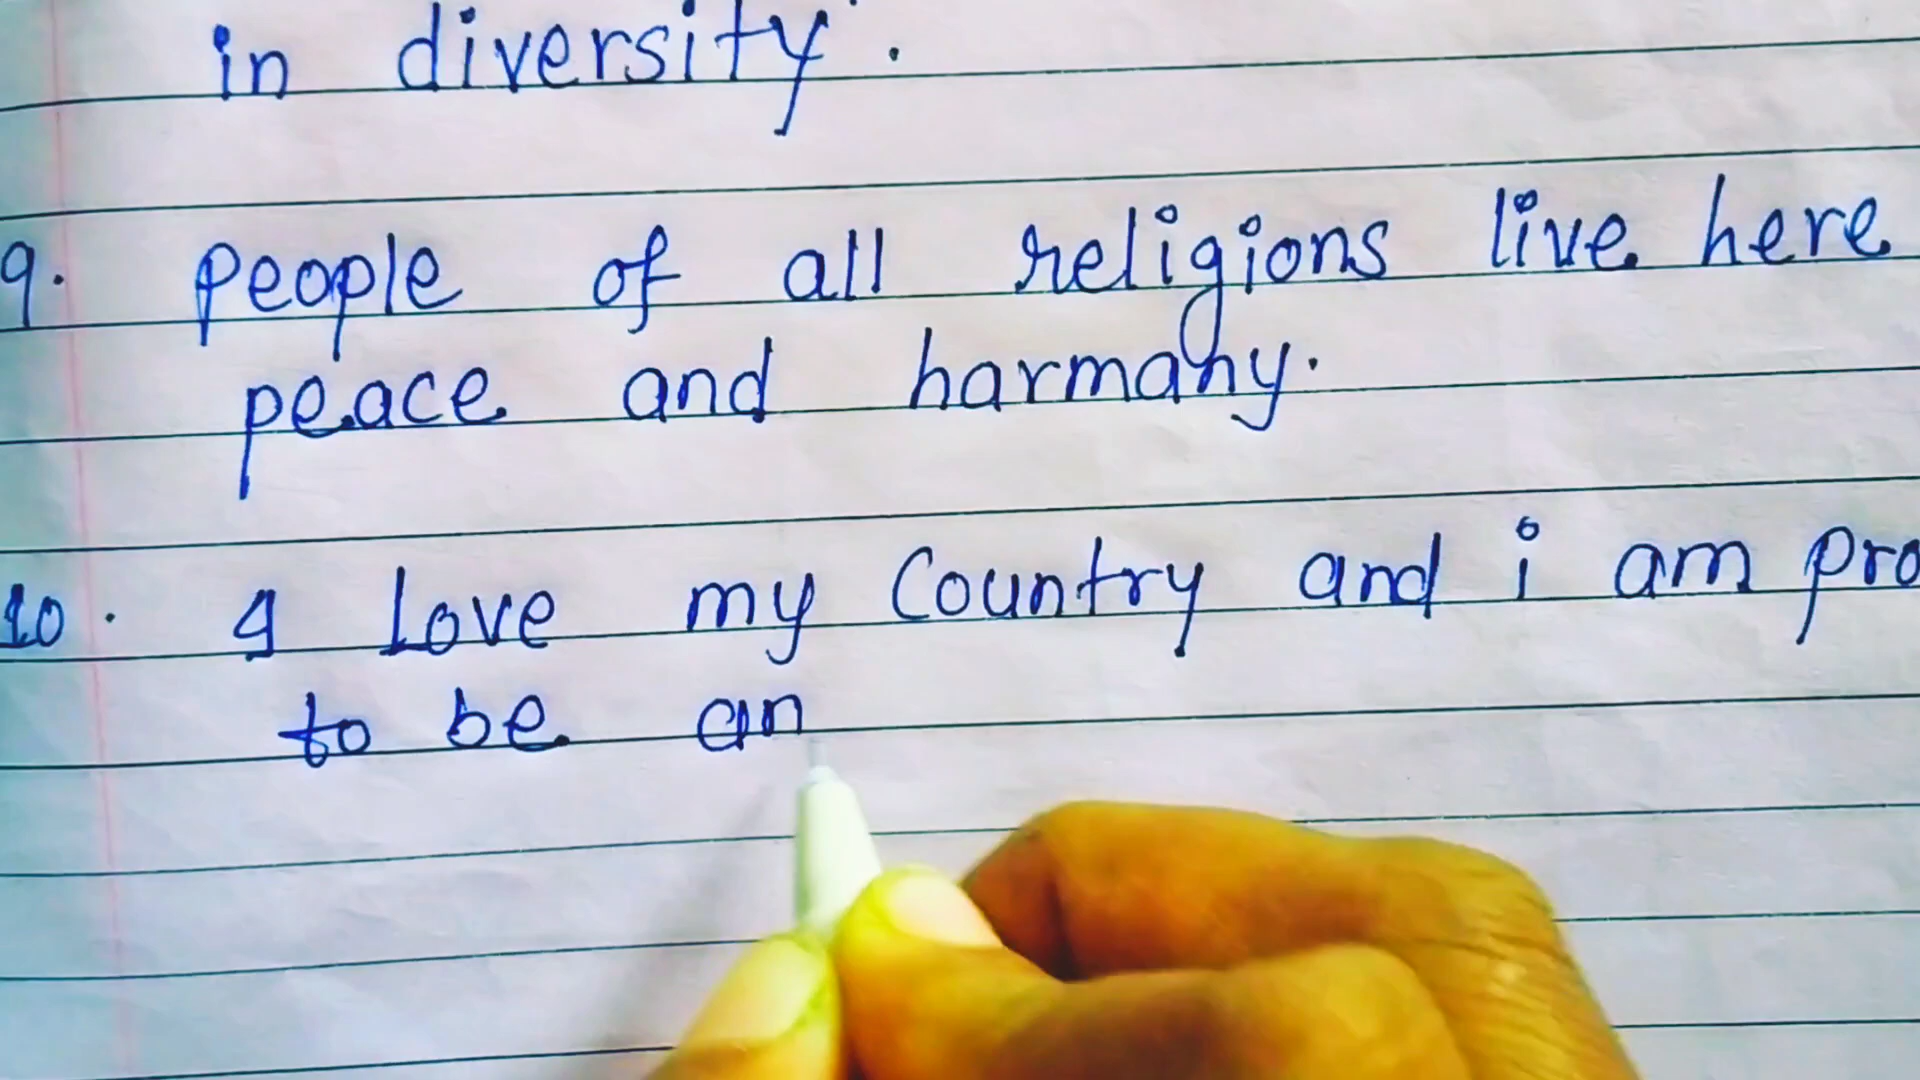 in diversity.
9. People of all religions live here
peace and harmany.
10. I Love my Country and i am pro
to be an